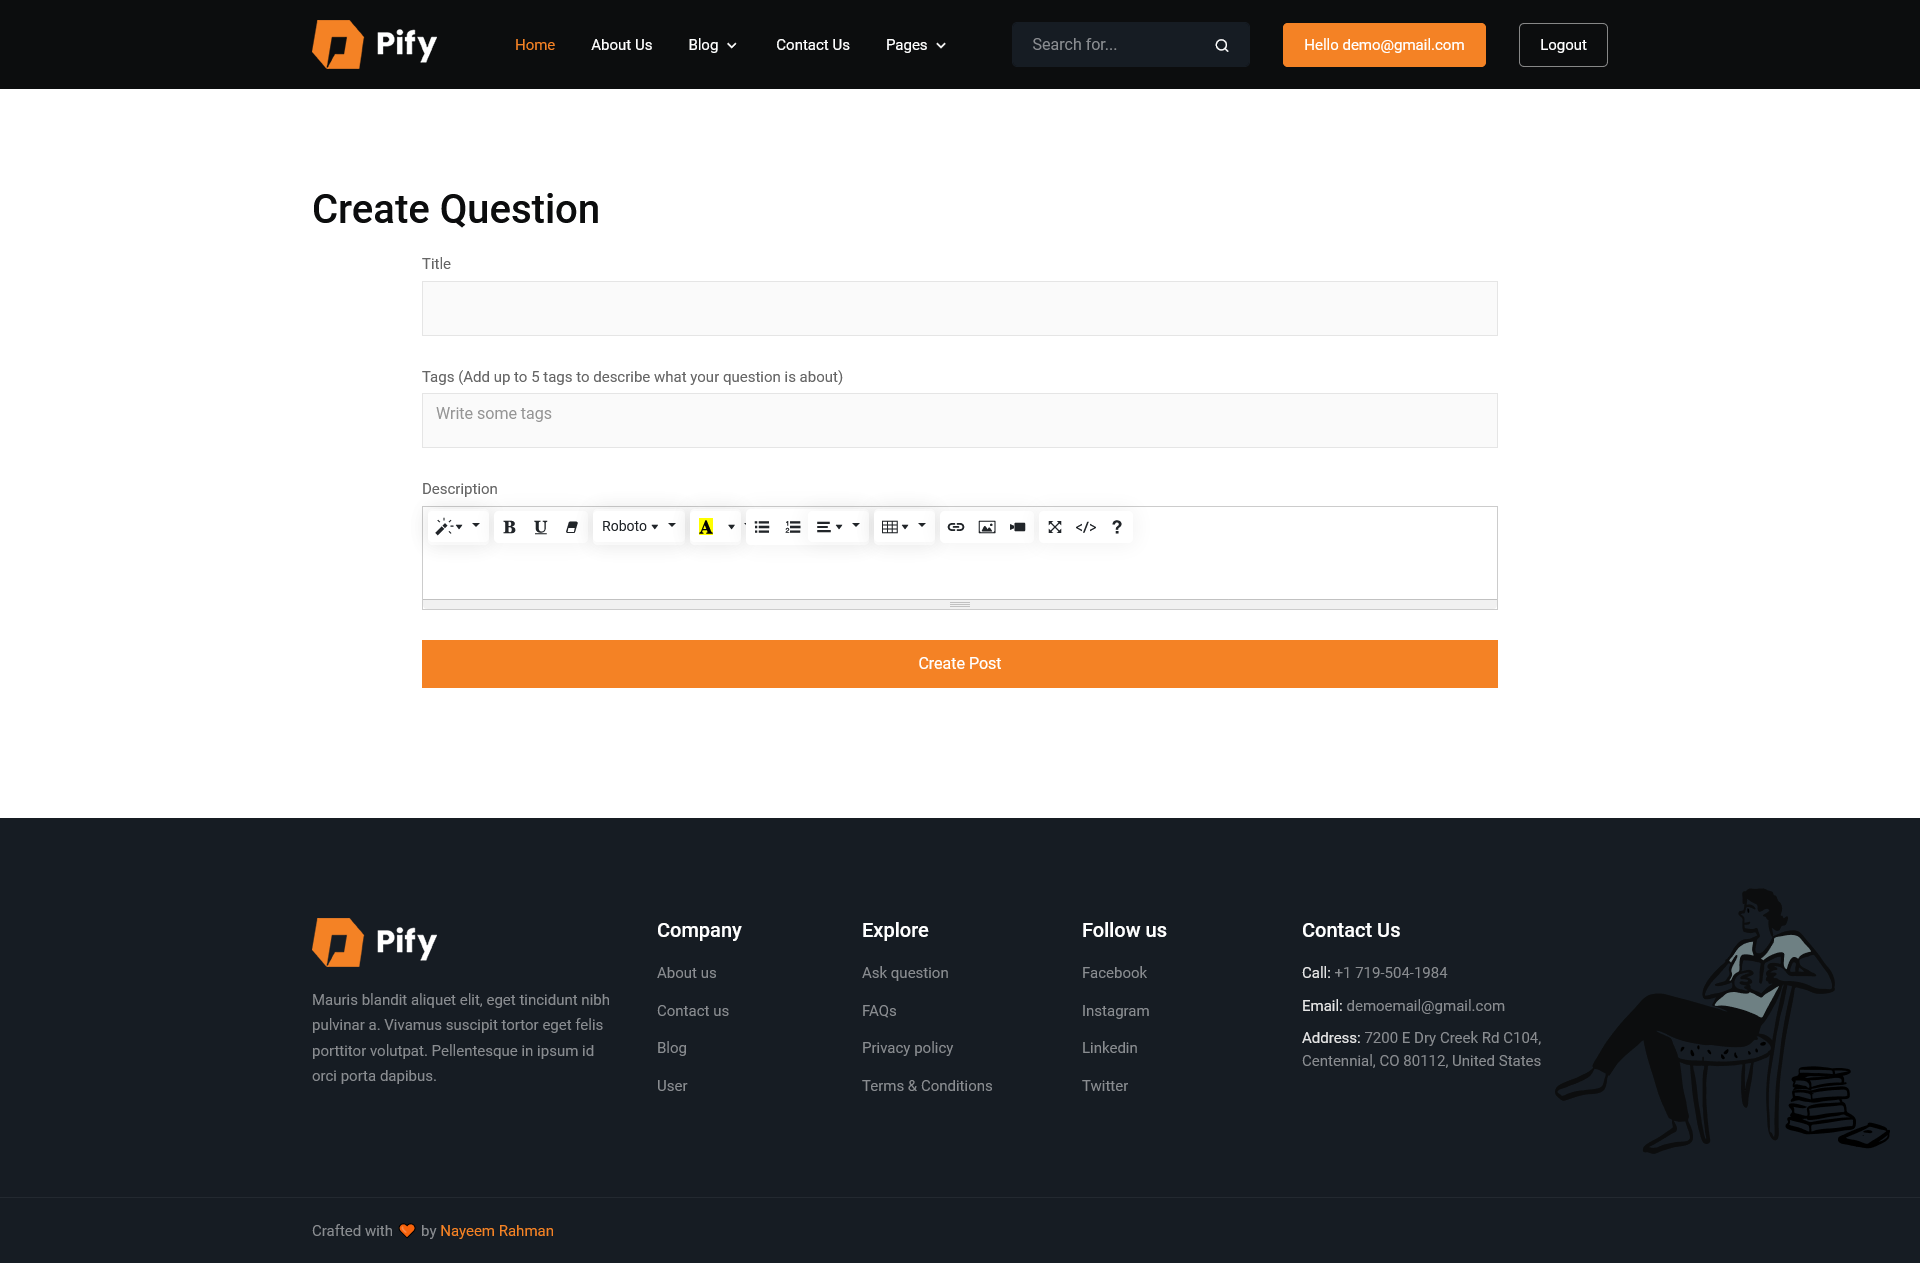 Pify
Home
About Us
Blog
Contact Us
Pages
Search for...
Hello demo@gmail.com
Logout
Create Question
Title
Tags (Add up to 5 tags to describe what your question is about)
Write some tags
Description
B U Roboto A </> ?
Create Post
Pify
Mauris blandit aliquet elit, eget tincidunt nibh
pulvinar a. Vivamus suscipit tortor eget felis
porttitor volutpat. Pellentesque in ipsum id
orci porta dapibus.
Company
About us
Contact us
Blog
User
Explore
Ask question
FAQs
Privacy policy
Terms & Conditions
Follow us
Facebook
Instagram
Linkedin
Twitter
Contact Us
Call: +1 719-504-1984
Email: demoemail@gmail.com
Address: 7200 E Dry Creek Rd C104,
Centennial, CO 80112, United States
Crafted with 🧡 by Nayeem Rahman